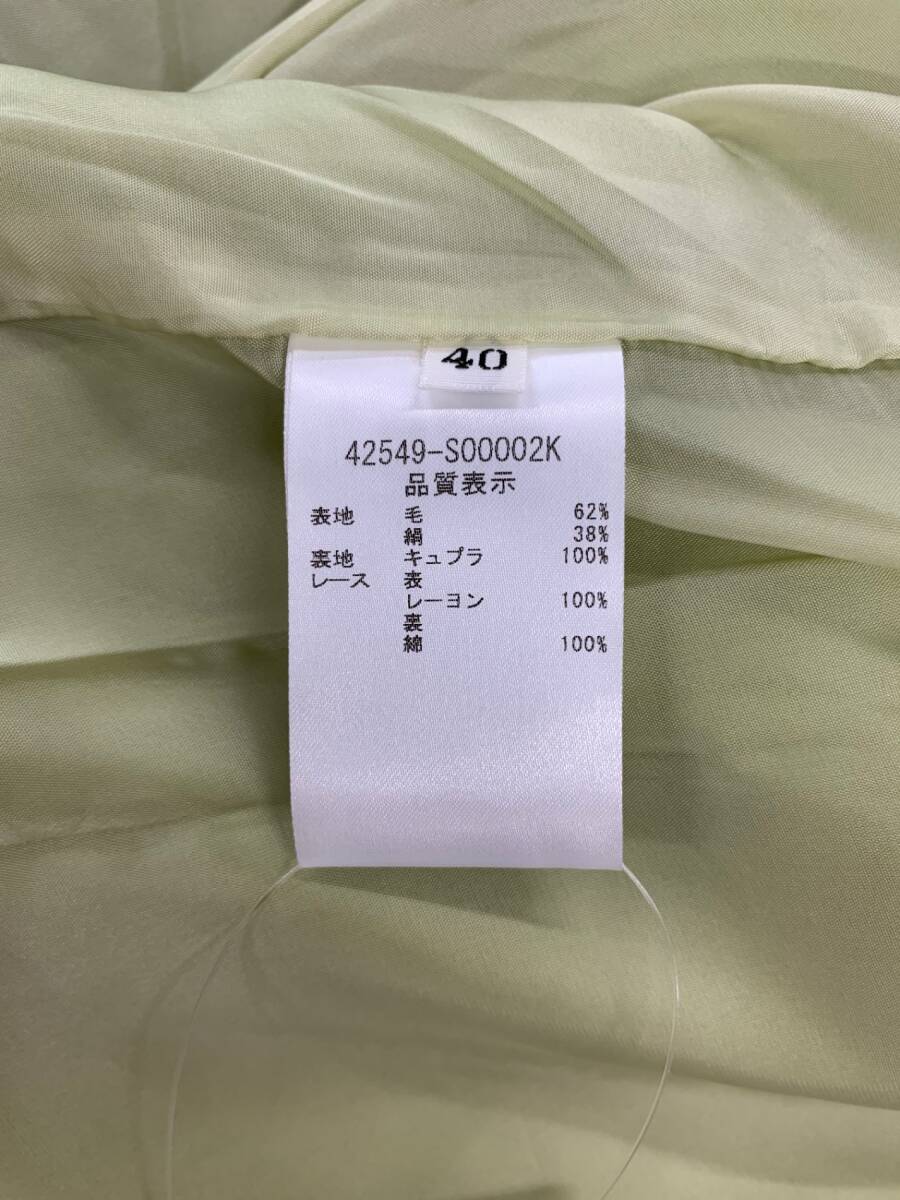 40
42549-S00002K
品質表示
表地 毛 62%
絹 38%
裏地 キュプラ 100%
レース 表
レーヨン 100%
裏
綿 100%